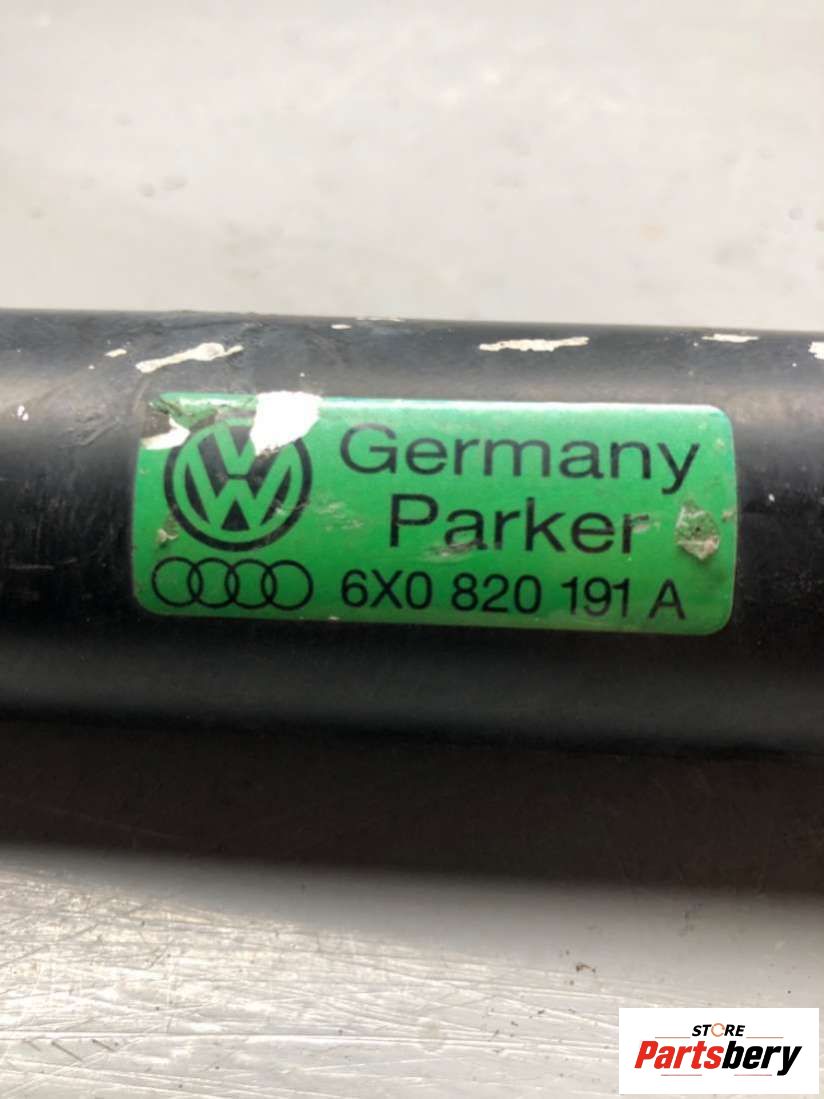 Germany
Parker
6X0 820 191 A
STORE
Partsbery